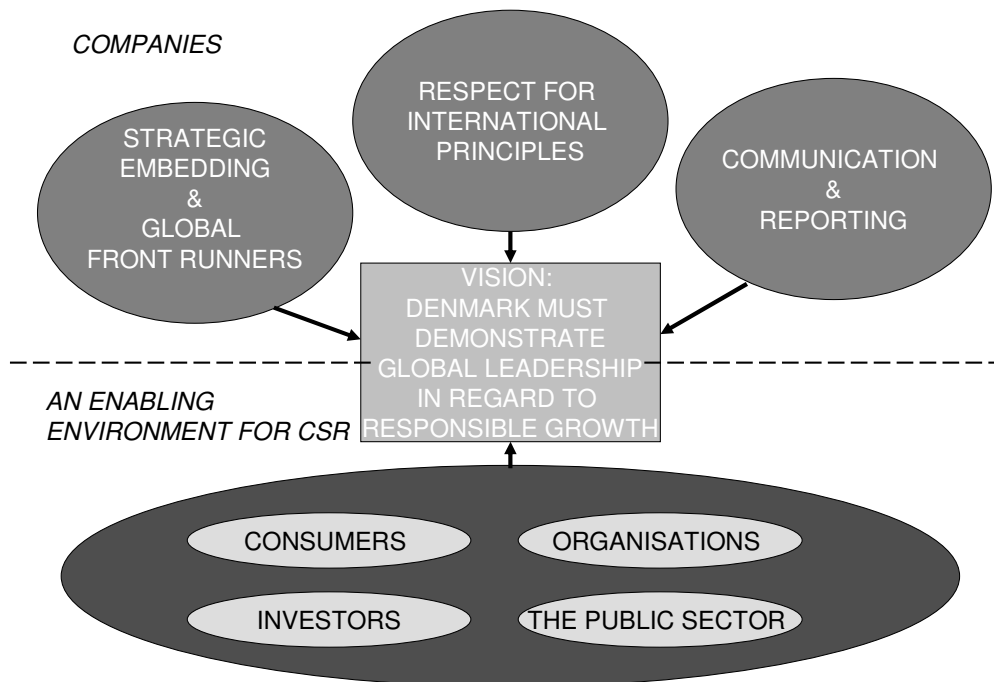 COMPANIES
RESPECT FOR
INTERNATIONAL
PRINCIPLES
STRATEGIC
EMBEDDING
&
GLOBAL
FRONT RUNNERS
COMMUNICATION
&
REPORTING
VISION:
DENMARK MUST
DEMONSTRATE
GLOBAL LEADERSHIP
IN REGARD TO
RESPONSIBLE GROWTH
AN ENABLING
ENVIRONMENT FOR CSR
CONSUMERS
ORGANISATIONS
INVESTORS
THE PUBLIC SECTOR